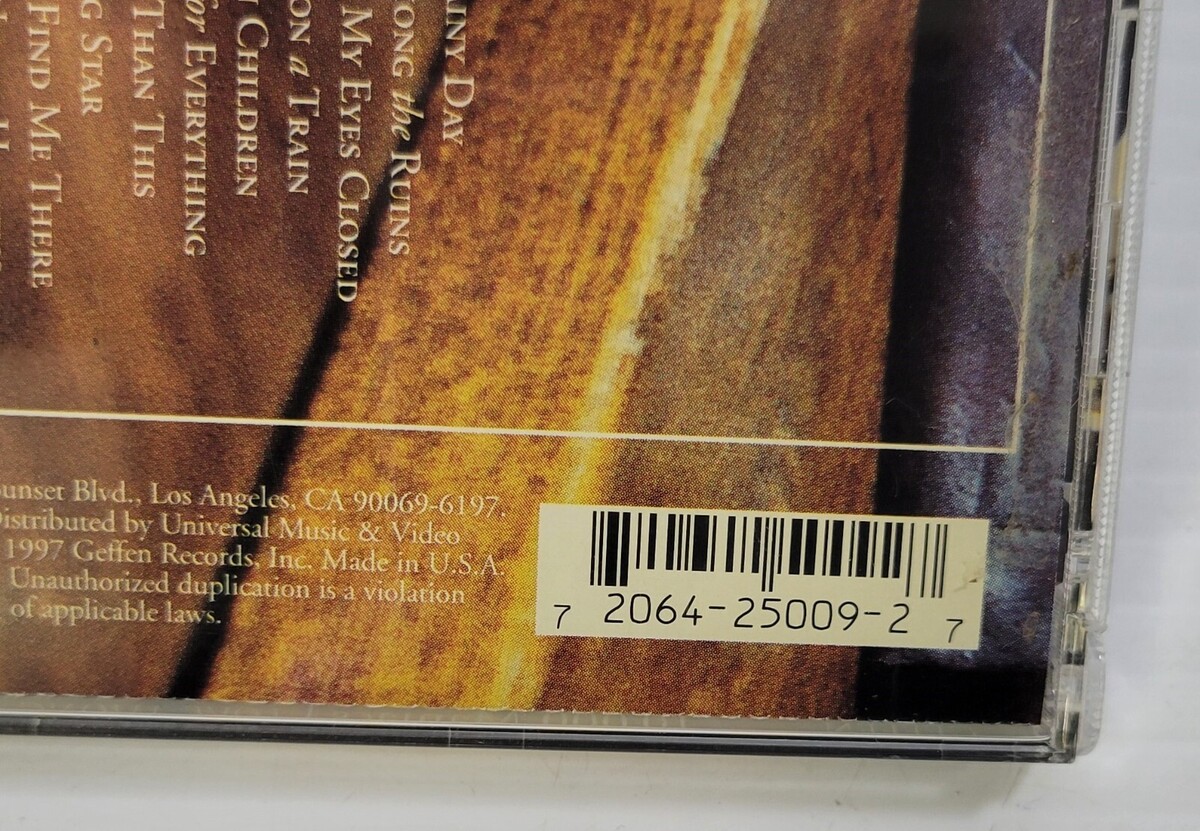 INY DAY
ONG the RUINS
MY EYES CLOSED
ON a TRAIN
CHILDREN
for EVERYTHING
THAN THIS
G STAR
FIND ME THERE
unset Blvd., Los Angeles, CA 90069-6197.
istributed by Universal Music & Video
1997 Geffen Records, Inc. Made in U.S.A.
Unauthorized duplication is a violation
of applicable laws.
7 2064-25009-2 7